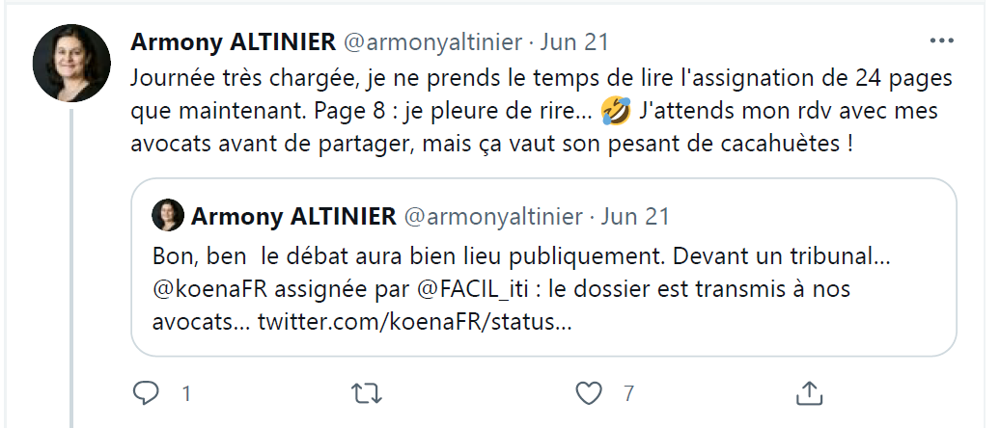 Armony ALTINIER @armonyaltinier · Jun 21
Journée très chargée, je ne prends le temps de lire l'assignation de 24 pages
que maintenant. Page 8 : je pleure de rire... 🤣 J'attends mon rdv avec mes
avocats avant de partager, mais ça vaut son pesant de cacahuètes !
Armony ALTINIER @armonyaltinier · Jun 21
Bon, ben  le débat aura bien lieu publiquement. Devant un tribunal...
@koenaFR assignée par @FACIL_iti : le dossier est transmis à nos
avocats... twitter.com/koenaFR/status...
1
7